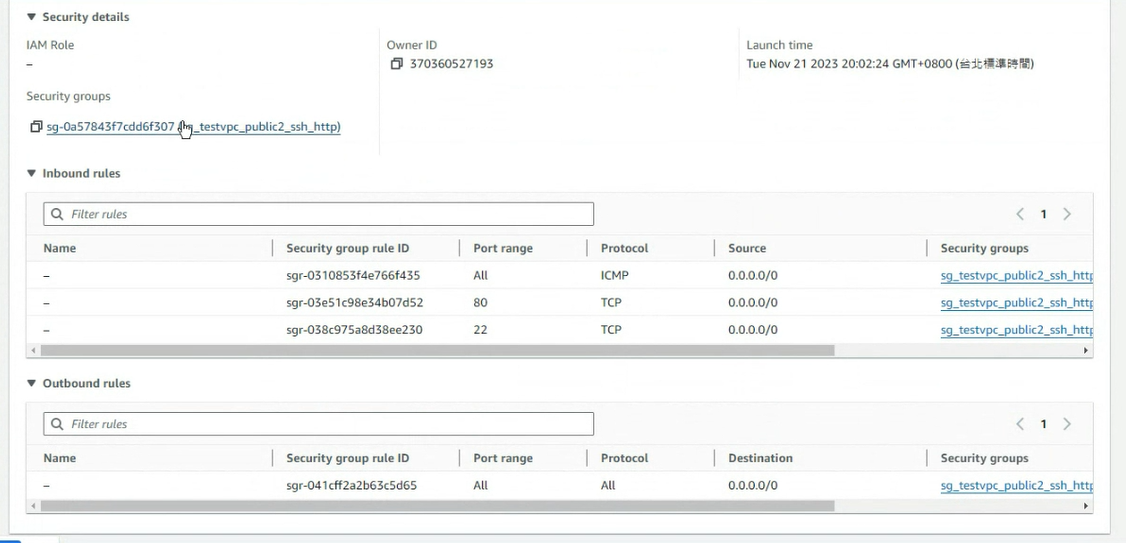 Security details
IAM Role
–
Owner ID
370360527193
Launch time
Tue Nov 21 2023 20:02:24 GMT+0800 (台北標準時間)
Security groups
sg-0a57843f7cdd6f307 _testvpc_public2_ssh_http)
Inbound rules
Filter rules
1
Name Security group rule ID Port range Protocol Source Security groups
– sgr-0310853f4e766f435 All ICMP 0.0.0.0/0 sg_testvpc_public2_ssh_http
– sgr-03e51c98e34b07d52 80 TCP 0.0.0.0/0 sg_testvpc_public2_ssh_http
– sgr-038c975a8d38ee230 22 TCP 0.0.0.0/0 sg_testvpc_public2_ssh_http
Outbound rules
Filter rules
1
Name Security group rule ID Port range Protocol Destination Security groups
– sgr-041cff2a2b63c5d65 All All 0.0.0.0/0 sg_testvpc_public2_ssh_http